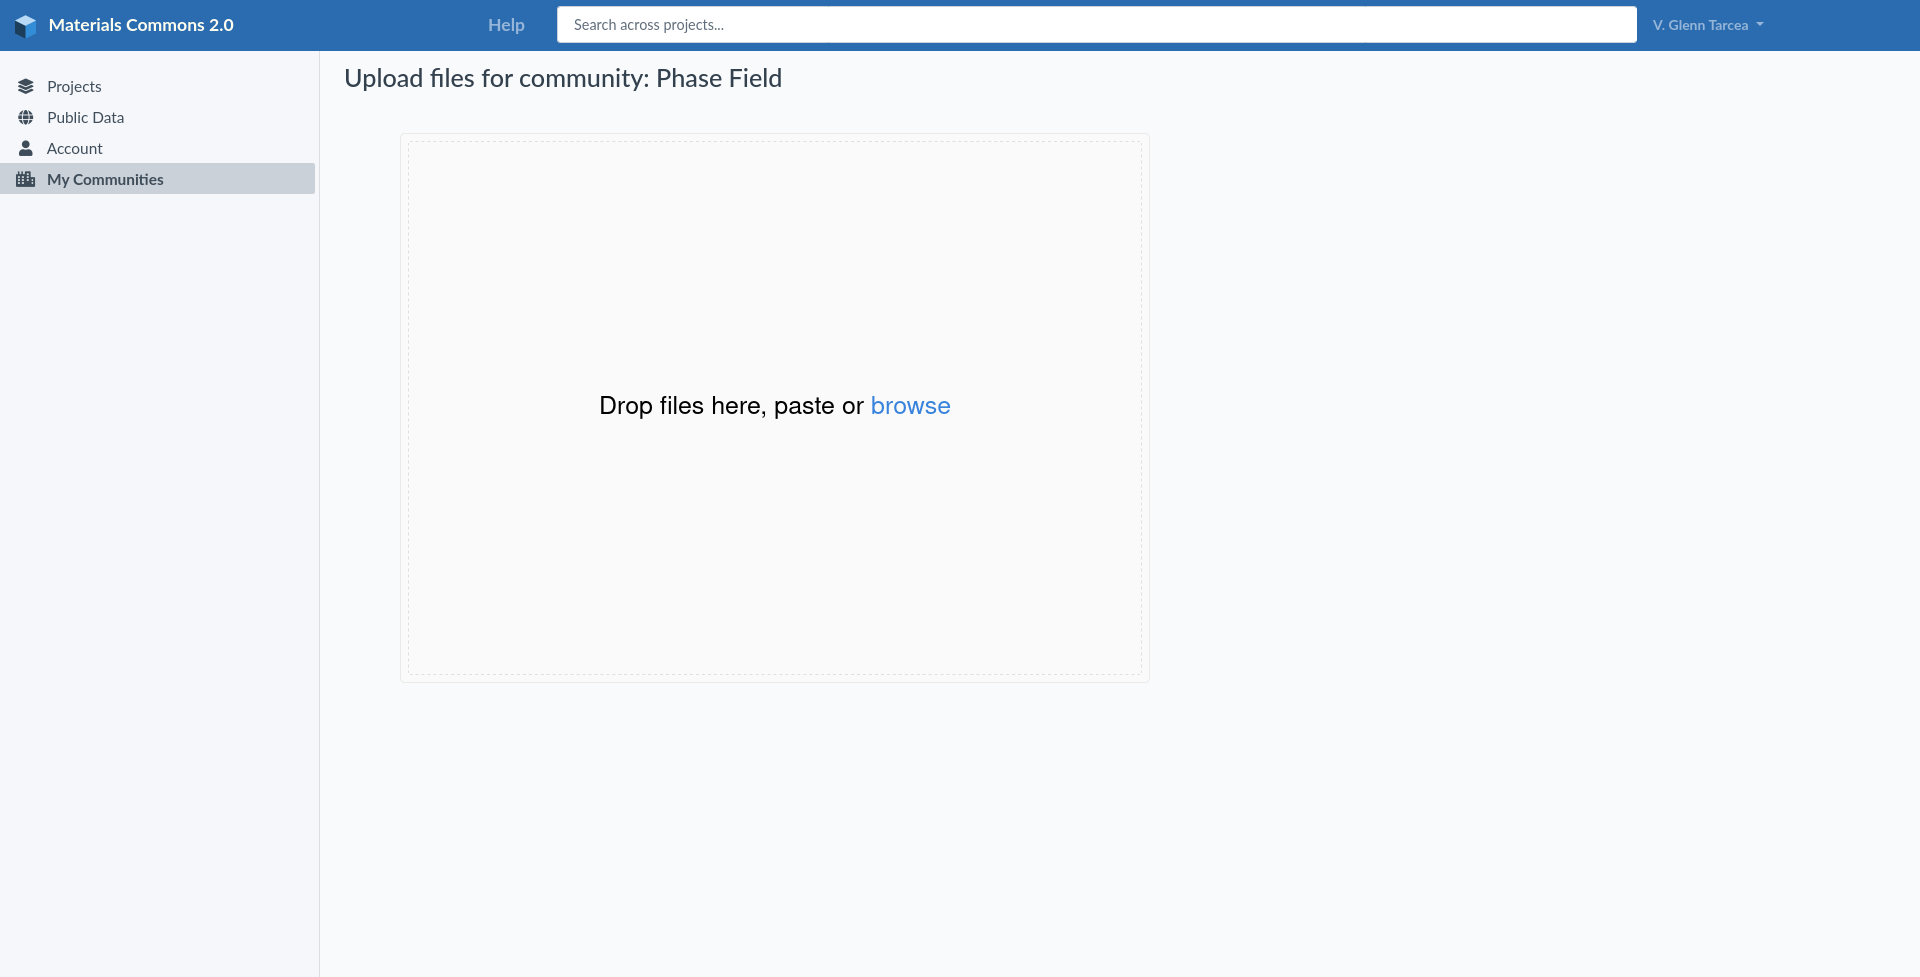 Materials Commons 2.0
Help
Search across projects...
V. Glenn Tarcea
Projects
Public Data
Account
My Communities
Upload files for community: Phase Field
Drop files here, paste or browse